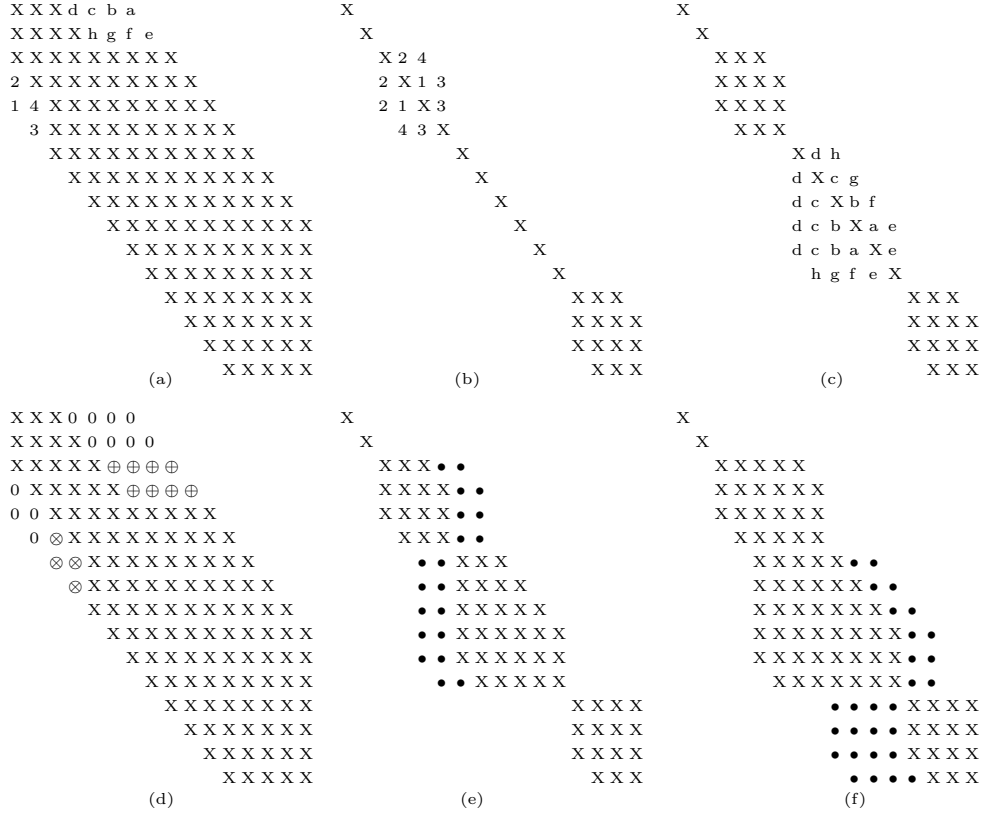 X X X d c b a
X X X X h g f e
X X X X X X X X X
2 X X X X X X X X X
1 4 X X X X X X X X X
3 X X X X X X X X X X
X X X X X X X X X X X
X X X X X X X X X X X
X X X X X X X X X X X
X X X X X X X X X X X
X X X X X X X X X X
X X X X X X X X X
X X X X X X X X
X X X X X X X
X X X X X X
X X X X X
(a)
X
X
X 2 4
2 X 1 3
2 1 X 3
4 3 X
X
X
X
X
X
X
X X X
X X X X
X X X X
X X X
(b)
X
X
X X X
X X X X
X X X X
X X X
X d h
d X c g
d c X b f
d c b X a e
d c b a X e
h g f e X
X X X
X X X X
X X X X
X X X
(c)
X X X 0 0 0 0
X X X X 0 0 0 0
X X X X X ⊕ ⊕ ⊕ ⊕
0 X X X X X ⊕ ⊕ ⊕ ⊕
0 0 X X X X X X X X X
0 ⊗ X X X X X X X X X
⊗ ⊗ X X X X X X X X X
⊗ X X X X X X X X X X
X X X X X X X X X X X
X X X X X X X X X X X
X X X X X X X X X X
X X X X X X X X X
X X X X X X X X
X X X X X X X
X X X X X X
X X X X X
(d)
X
X
X X X • •
X X X X • •
X X X X • •
X X X • •
• • X X X
• • X X X X
• • X X X X X
• • X X X X X X
• • X X X X X X
• • X X X X X
X X X X
X X X X
X X X X
X X X
(e)
X
X
X X X X X
X X X X X X
X X X X X X
X X X X X
X X X X X • •
X X X X X X • •
X X X X X X X • •
X X X X X X X X • •
X X X X X X X X • •
X X X X X X X • •
• • • • X X X X
• • • • X X X X
• • • • X X X X
• • • • X X X
(f)